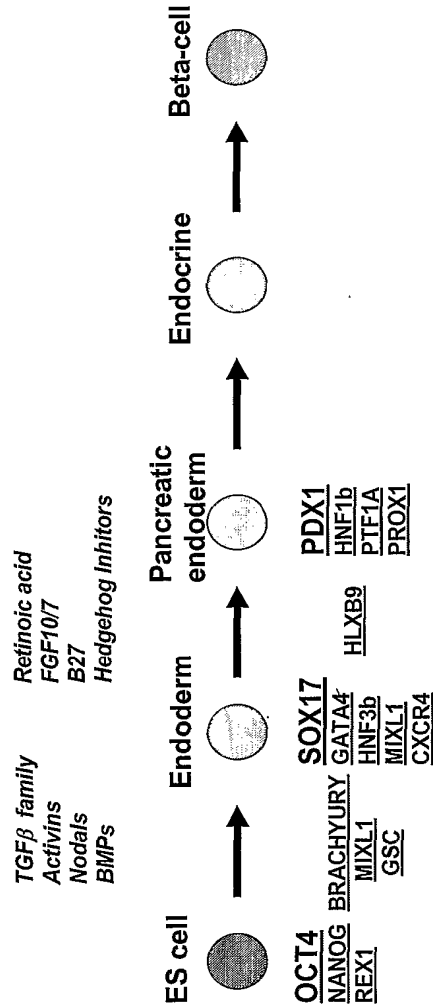 TGFβ family
Activins
Nodals
BMPs
Retinoic acid
FGF10/7
B27
Hedgehog Inhitors
ES cell
Endoderm
Pancreatic
endoderm
Endocrine
Beta-cell
OCT4
NANOG
REX1
BRACHYURY
MIXL1
GSC
SOX17
GATA4
HNF3b
MIXL1
CXCR4
HLXB9
PDX1
HNF1b
PTF1A
PROX1